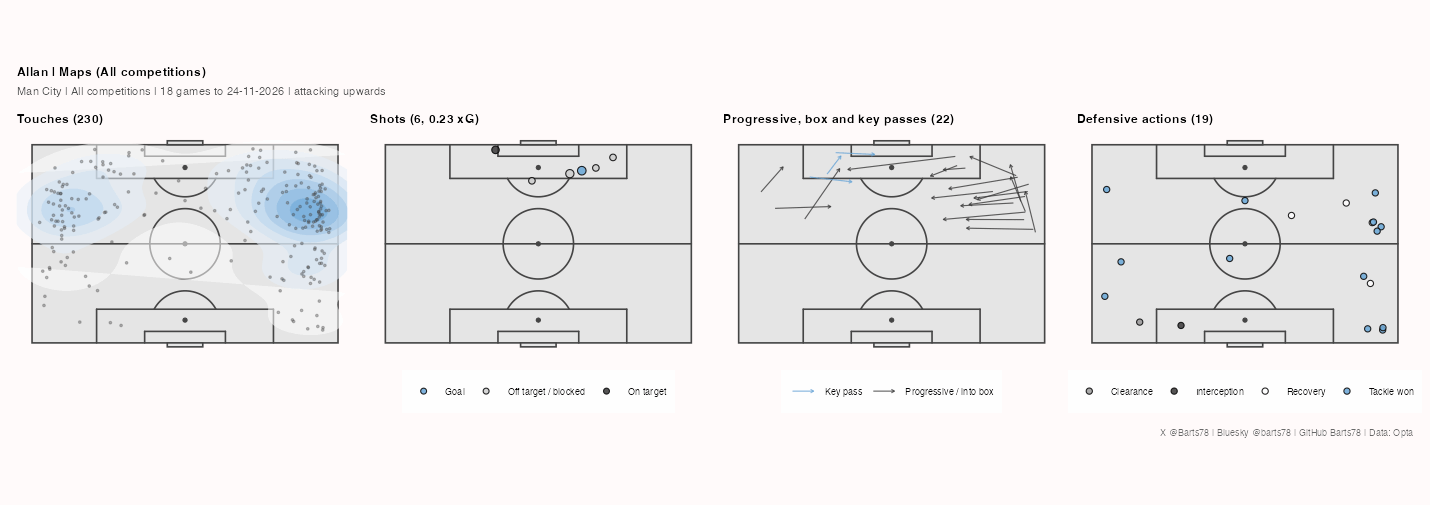 Allan | Maps (All competitions)
Man City | All competitions | 18 games to 24-11-2026 | attacking upwards
Touches (230)
Shots (6, 0.23 xG)
Progressive, box and key passes (22)
Defensive actions (19)
Goal
Off target / blocked
On target
Key pass
Progressive / into box
Clearance
Interception
Recovery
Tackle won
X @Barts78 | Bluesky @barts78 | GitHub Barts78 | Data: Opta